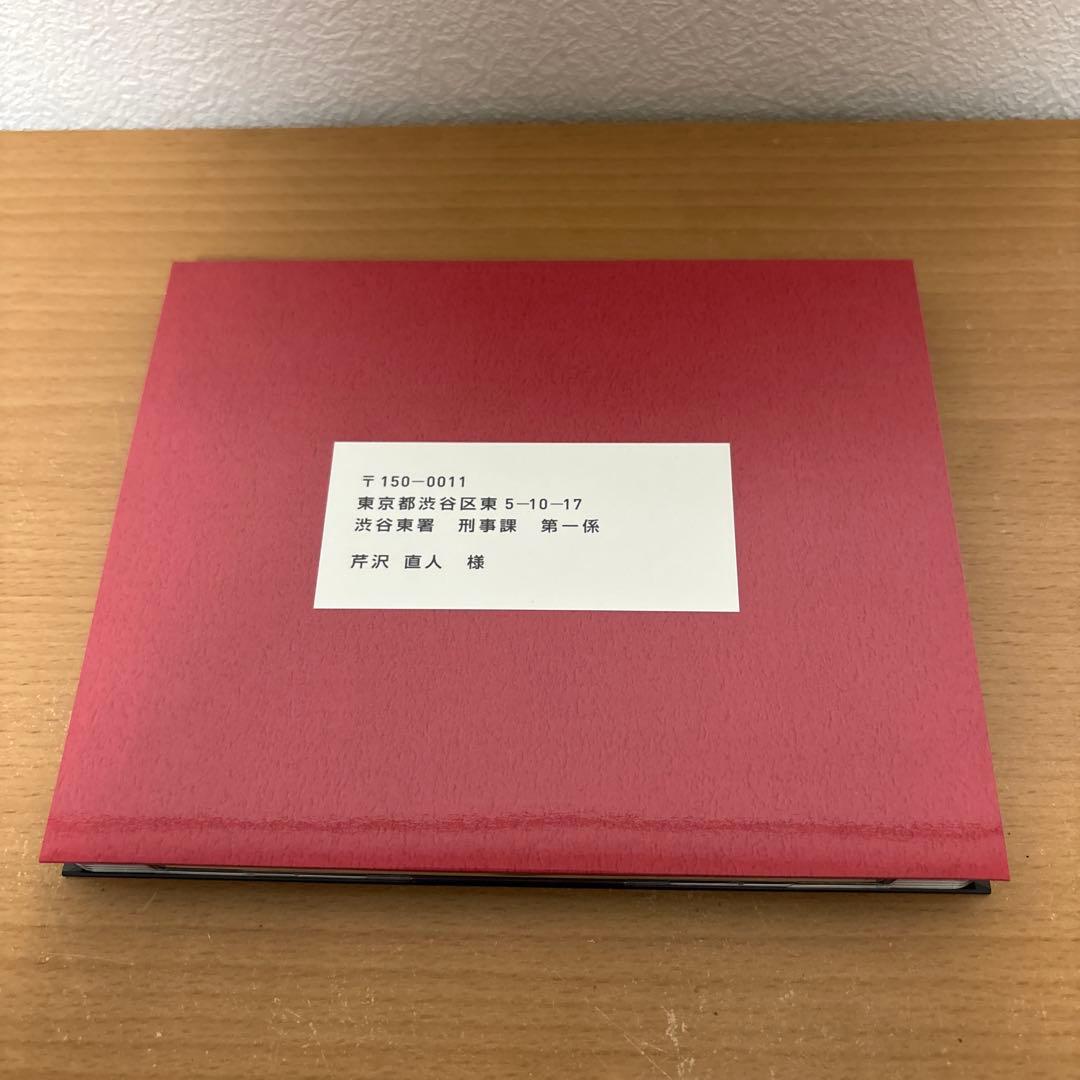 〒150−0011
東京都渋谷区東5−10−17
渋谷東署　刑事課　第一係
芹沢 直人　様